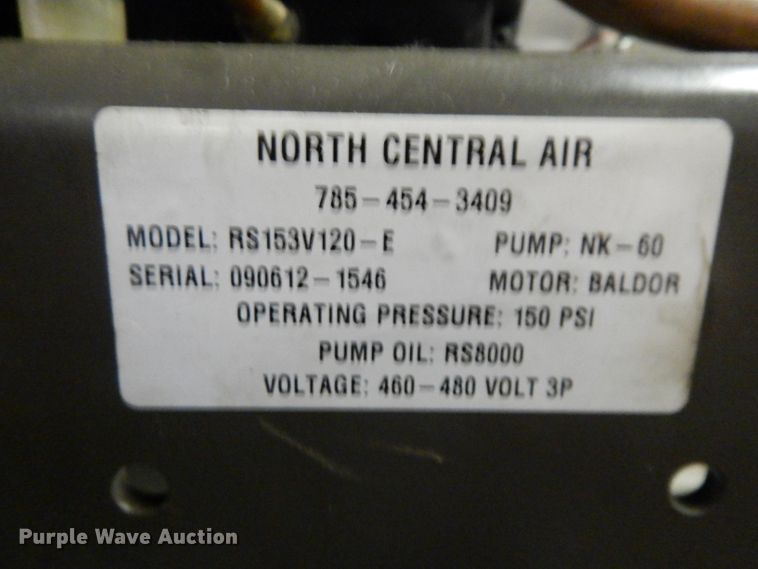 NORTH CENTRAL AIR
785-454-3409
MODEL: RS153V120-E PUMP: NK-60
SERIAL: 090612-1546 MOTOR: BALDOR
OPERATING PRESSURE: 150 PSI
PUMP OIL: RS8000
VOLTAGE: 460-480 VOLT 3P
Purple Wave Auction